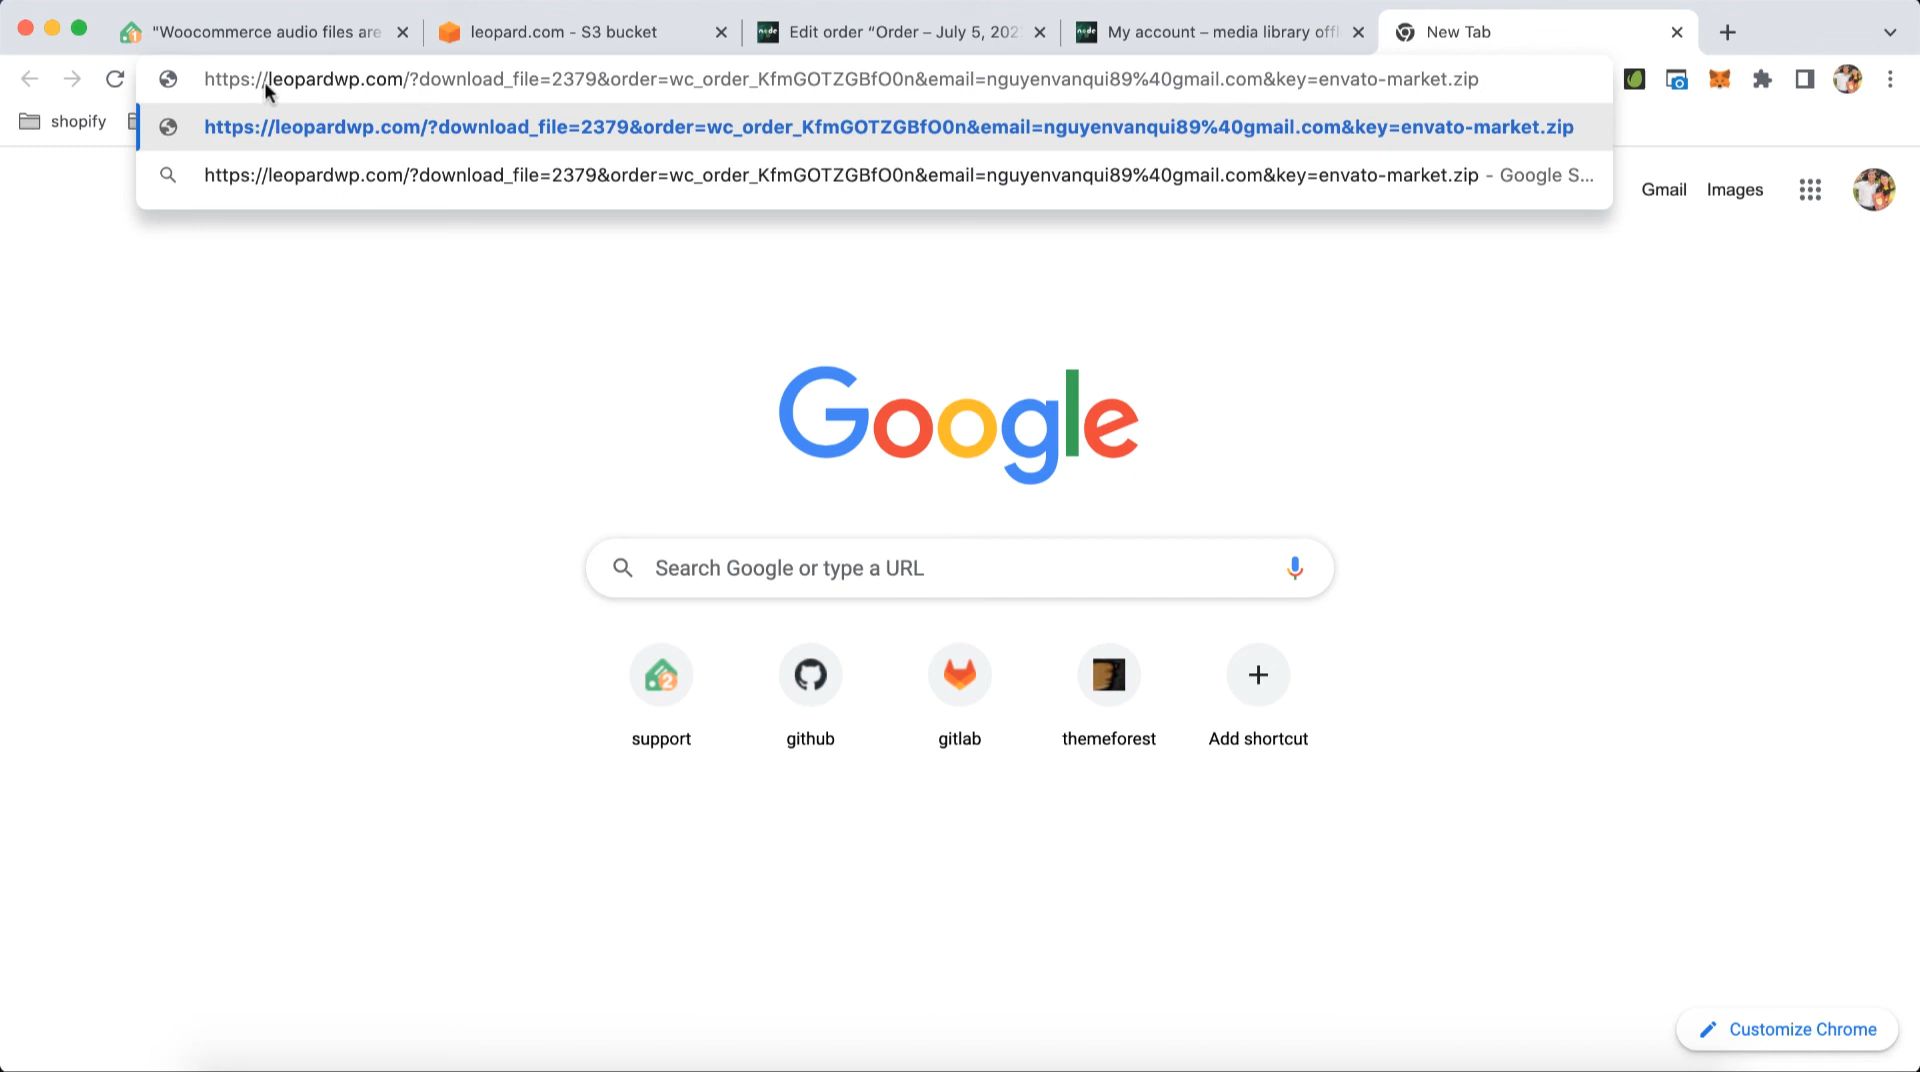 "Woocommerce audio files are
leopard.com - S3 bucket
Edit order “Order – July 5, 202
My account – media library offl
New Tab
https://leopardwp.com/?download_file=2379&order=wc_order_KfmGOTZGBfO0n&email=nguyenvanqui89%40gmail.com&key=envato-market.zip
shopify
https://leopardwp.com/?download_file=2379&order=wc_order_KfmGOTZGBfO0n&email=nguyenvanqui89%40gmail.com&key=envato-market.zip
https://leopardwp.com/?download_file=2379&order=wc_order_KfmGOTZGBfO0n&email=nguyenvanqui89%40gmail.com&key=envato-market.zip - Google S...
Gmail Images
Google
Search Google or type a URL
support
github
gitlab
themeforest
Add shortcut
Customize Chrome